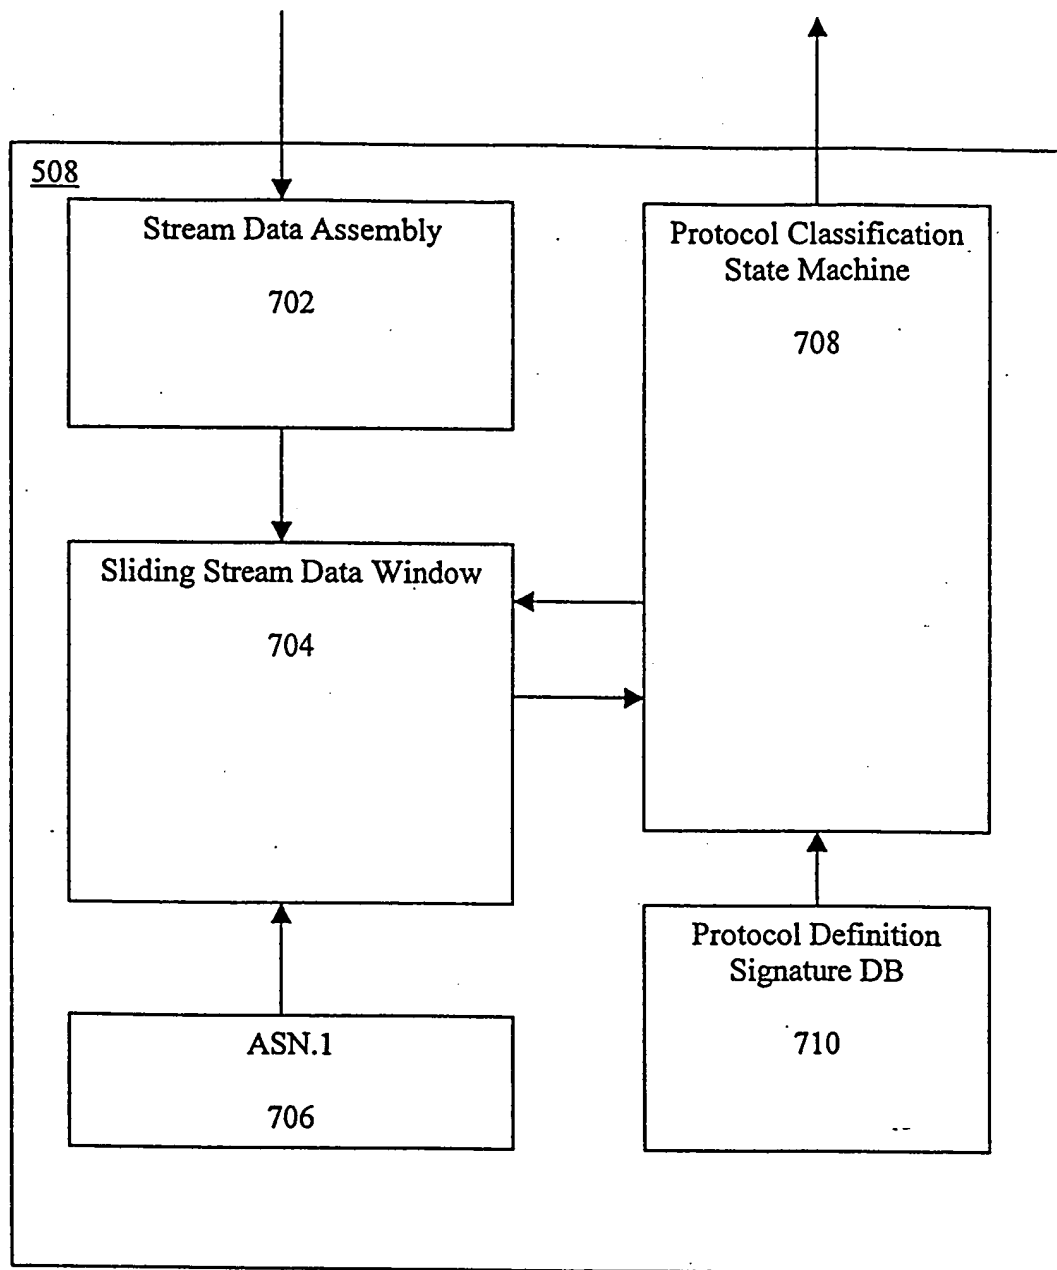 508
Stream Data Assembly
702
Protocol Classification
State Machine
708
Sliding Stream Data Window
704
ASN.1
706
Protocol Definition
Signature DB
710